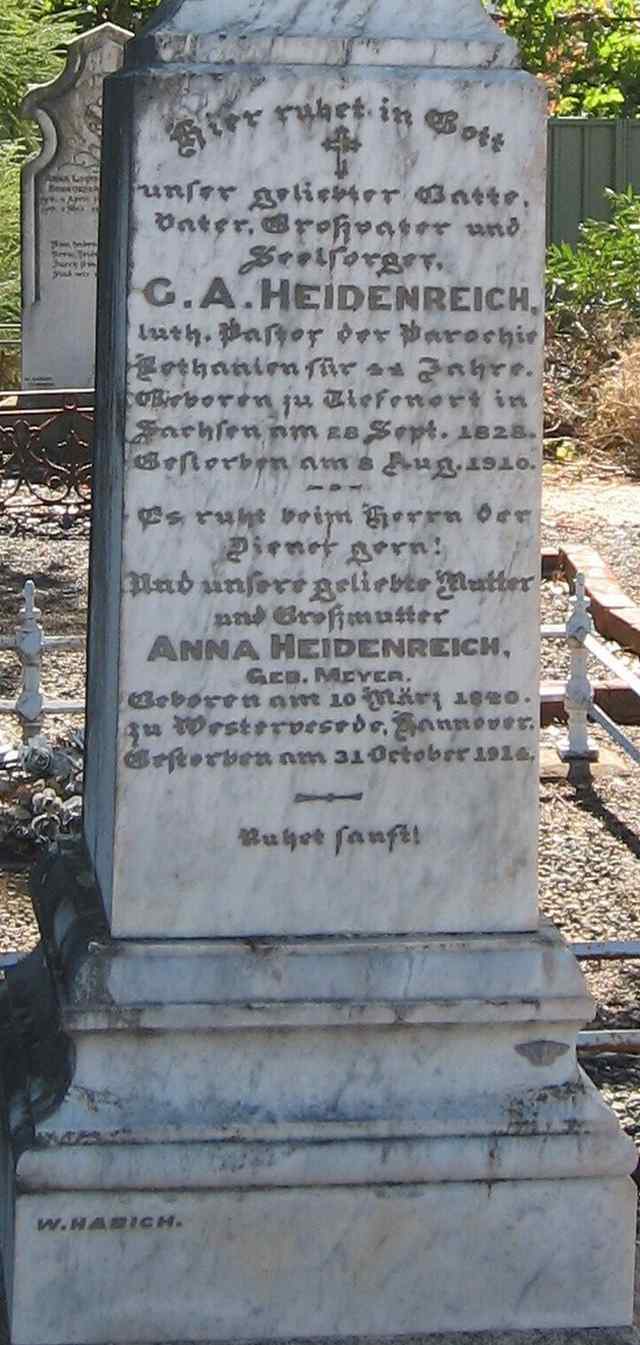 Hier ruhet in Gott
unser geliebter Gatte,
Vater, Großvater und
Seelsorger,
G. A. HEIDENREICH,
luth. Pastor der Parochie
Bethanien für 44 Jahre.
Geboren zu Tiefenort in
Sachsen am 28 Sept. 1828.
Gestorben am 8 Aug. 1910.
Es ruht beim Herrn der
Diener gern!
Und unsere geliebte Mutter
und Großmutter
ANNA HEIDENREICH,
GEB. MEYER.
Geboren am 10 März
zu Westervesede, Hannover.
Gestorben am 31 October 1914.
Ruhet sanft!
W. HABICH.